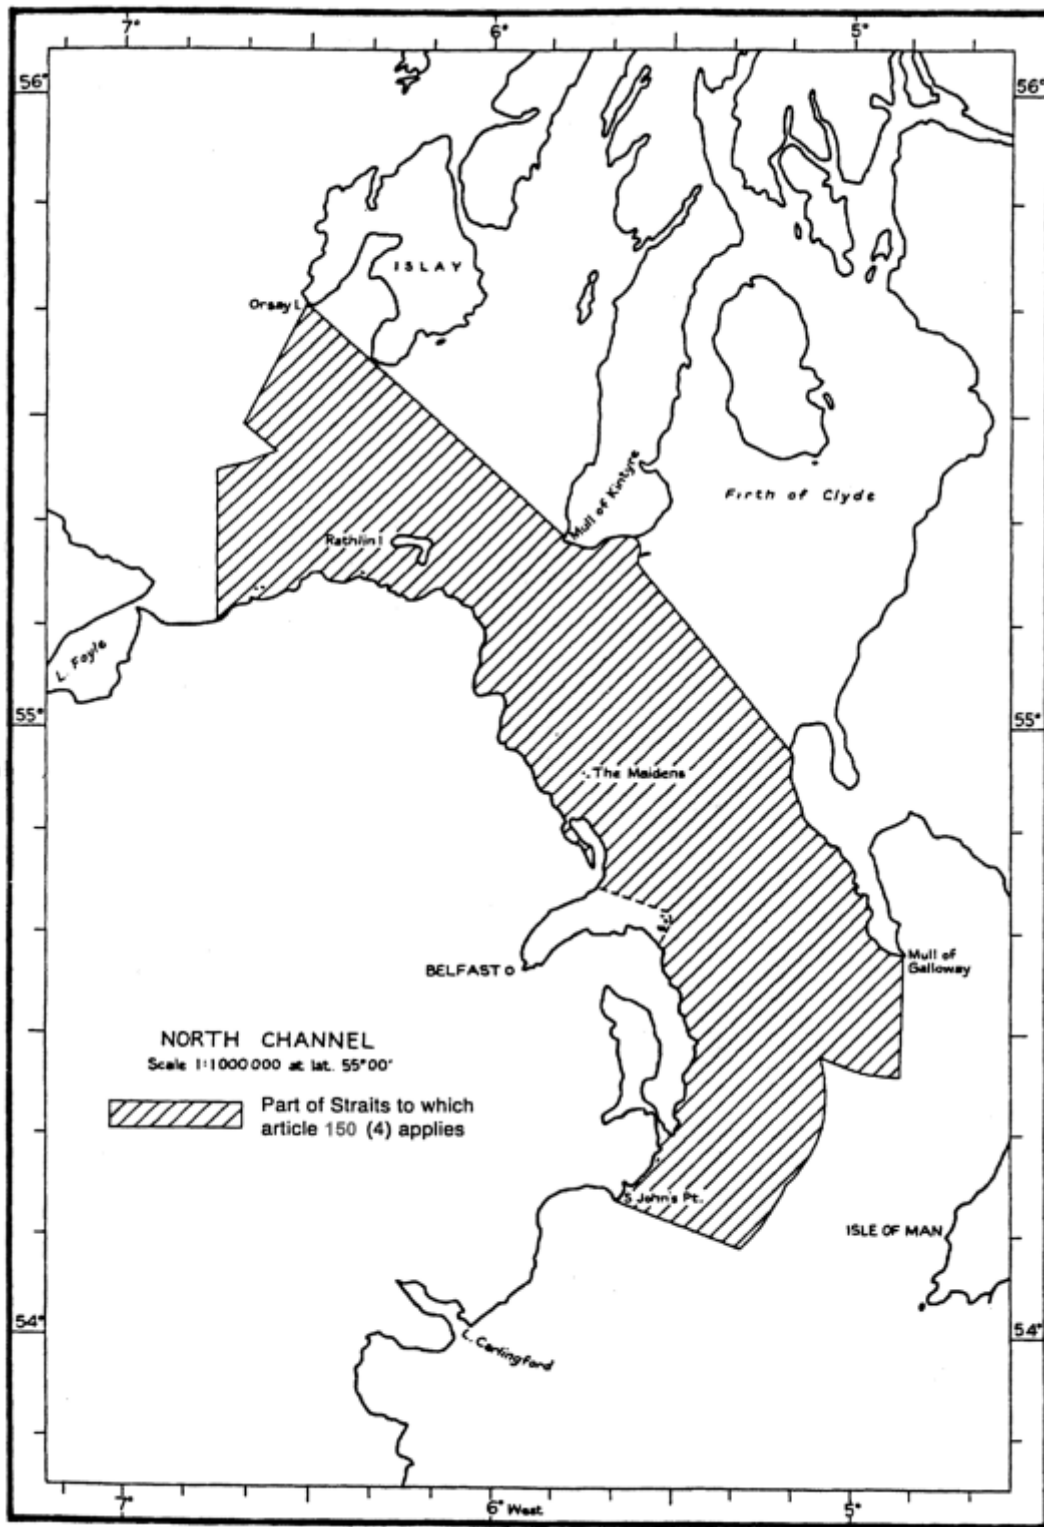 7° 6° 5°
56° 56°
ISLAY
Orsay I.
Mull of Kintyre
Firth of Clyde
Rathlin I
L. Foyle
55° 55°
The Maidens
BELFAST
Mull of
Galloway
NORTH CHANNEL
Scale 1:1000000 at lat. 55°00'
Part of Straits to which
article 150 (4) applies
S John's Pt.
ISLE OF MAN
54° 54°
L. Carlingford
7° 6° West 5°